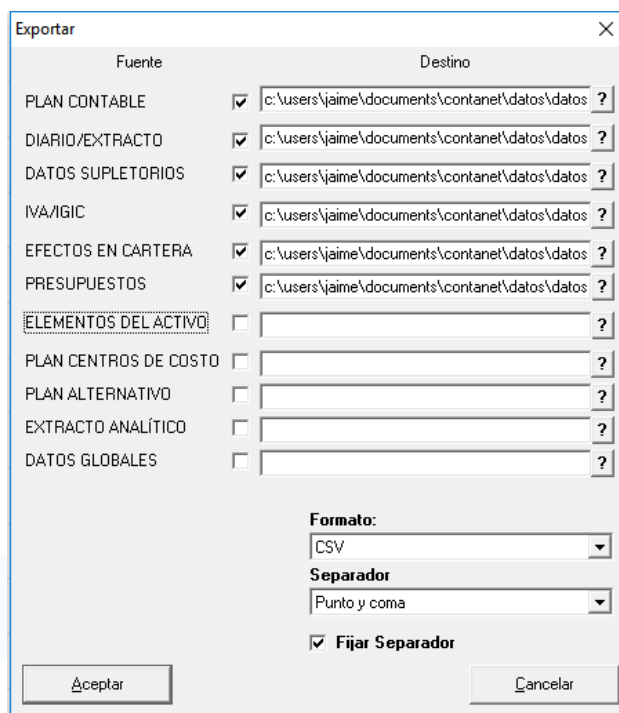 Exportar
Fuente Destino
PLAN CONTABLE c:\users\jaime\documents\contanet\datos\datos ?
DIARIO/EXTRACTO c:\users\jaime\documents\contanet\datos\datos ?
DATOS SUPLETORIOS c:\users\jaime\documents\contanet\datos\datos ?
IVA/IGIC c:\users\jaime\documents\contanet\datos\datos ?
EFECTOS EN CARTERA c:\users\jaime\documents\contanet\datos\datos ?
PRESUPUESTOS c:\users\jaime\documents\contanet\datos\datos ?
ELEMENTOS DEL ACTIVO ?
PLAN CENTROS DE COSTO ?
PLAN ALTERNATIVO ?
EXTRACTO ANALÍTICO ?
DATOS GLOBALES ?
Formato:
CSV
Separador
Punto y coma
Fijar Separador
Aceptar Cancelar